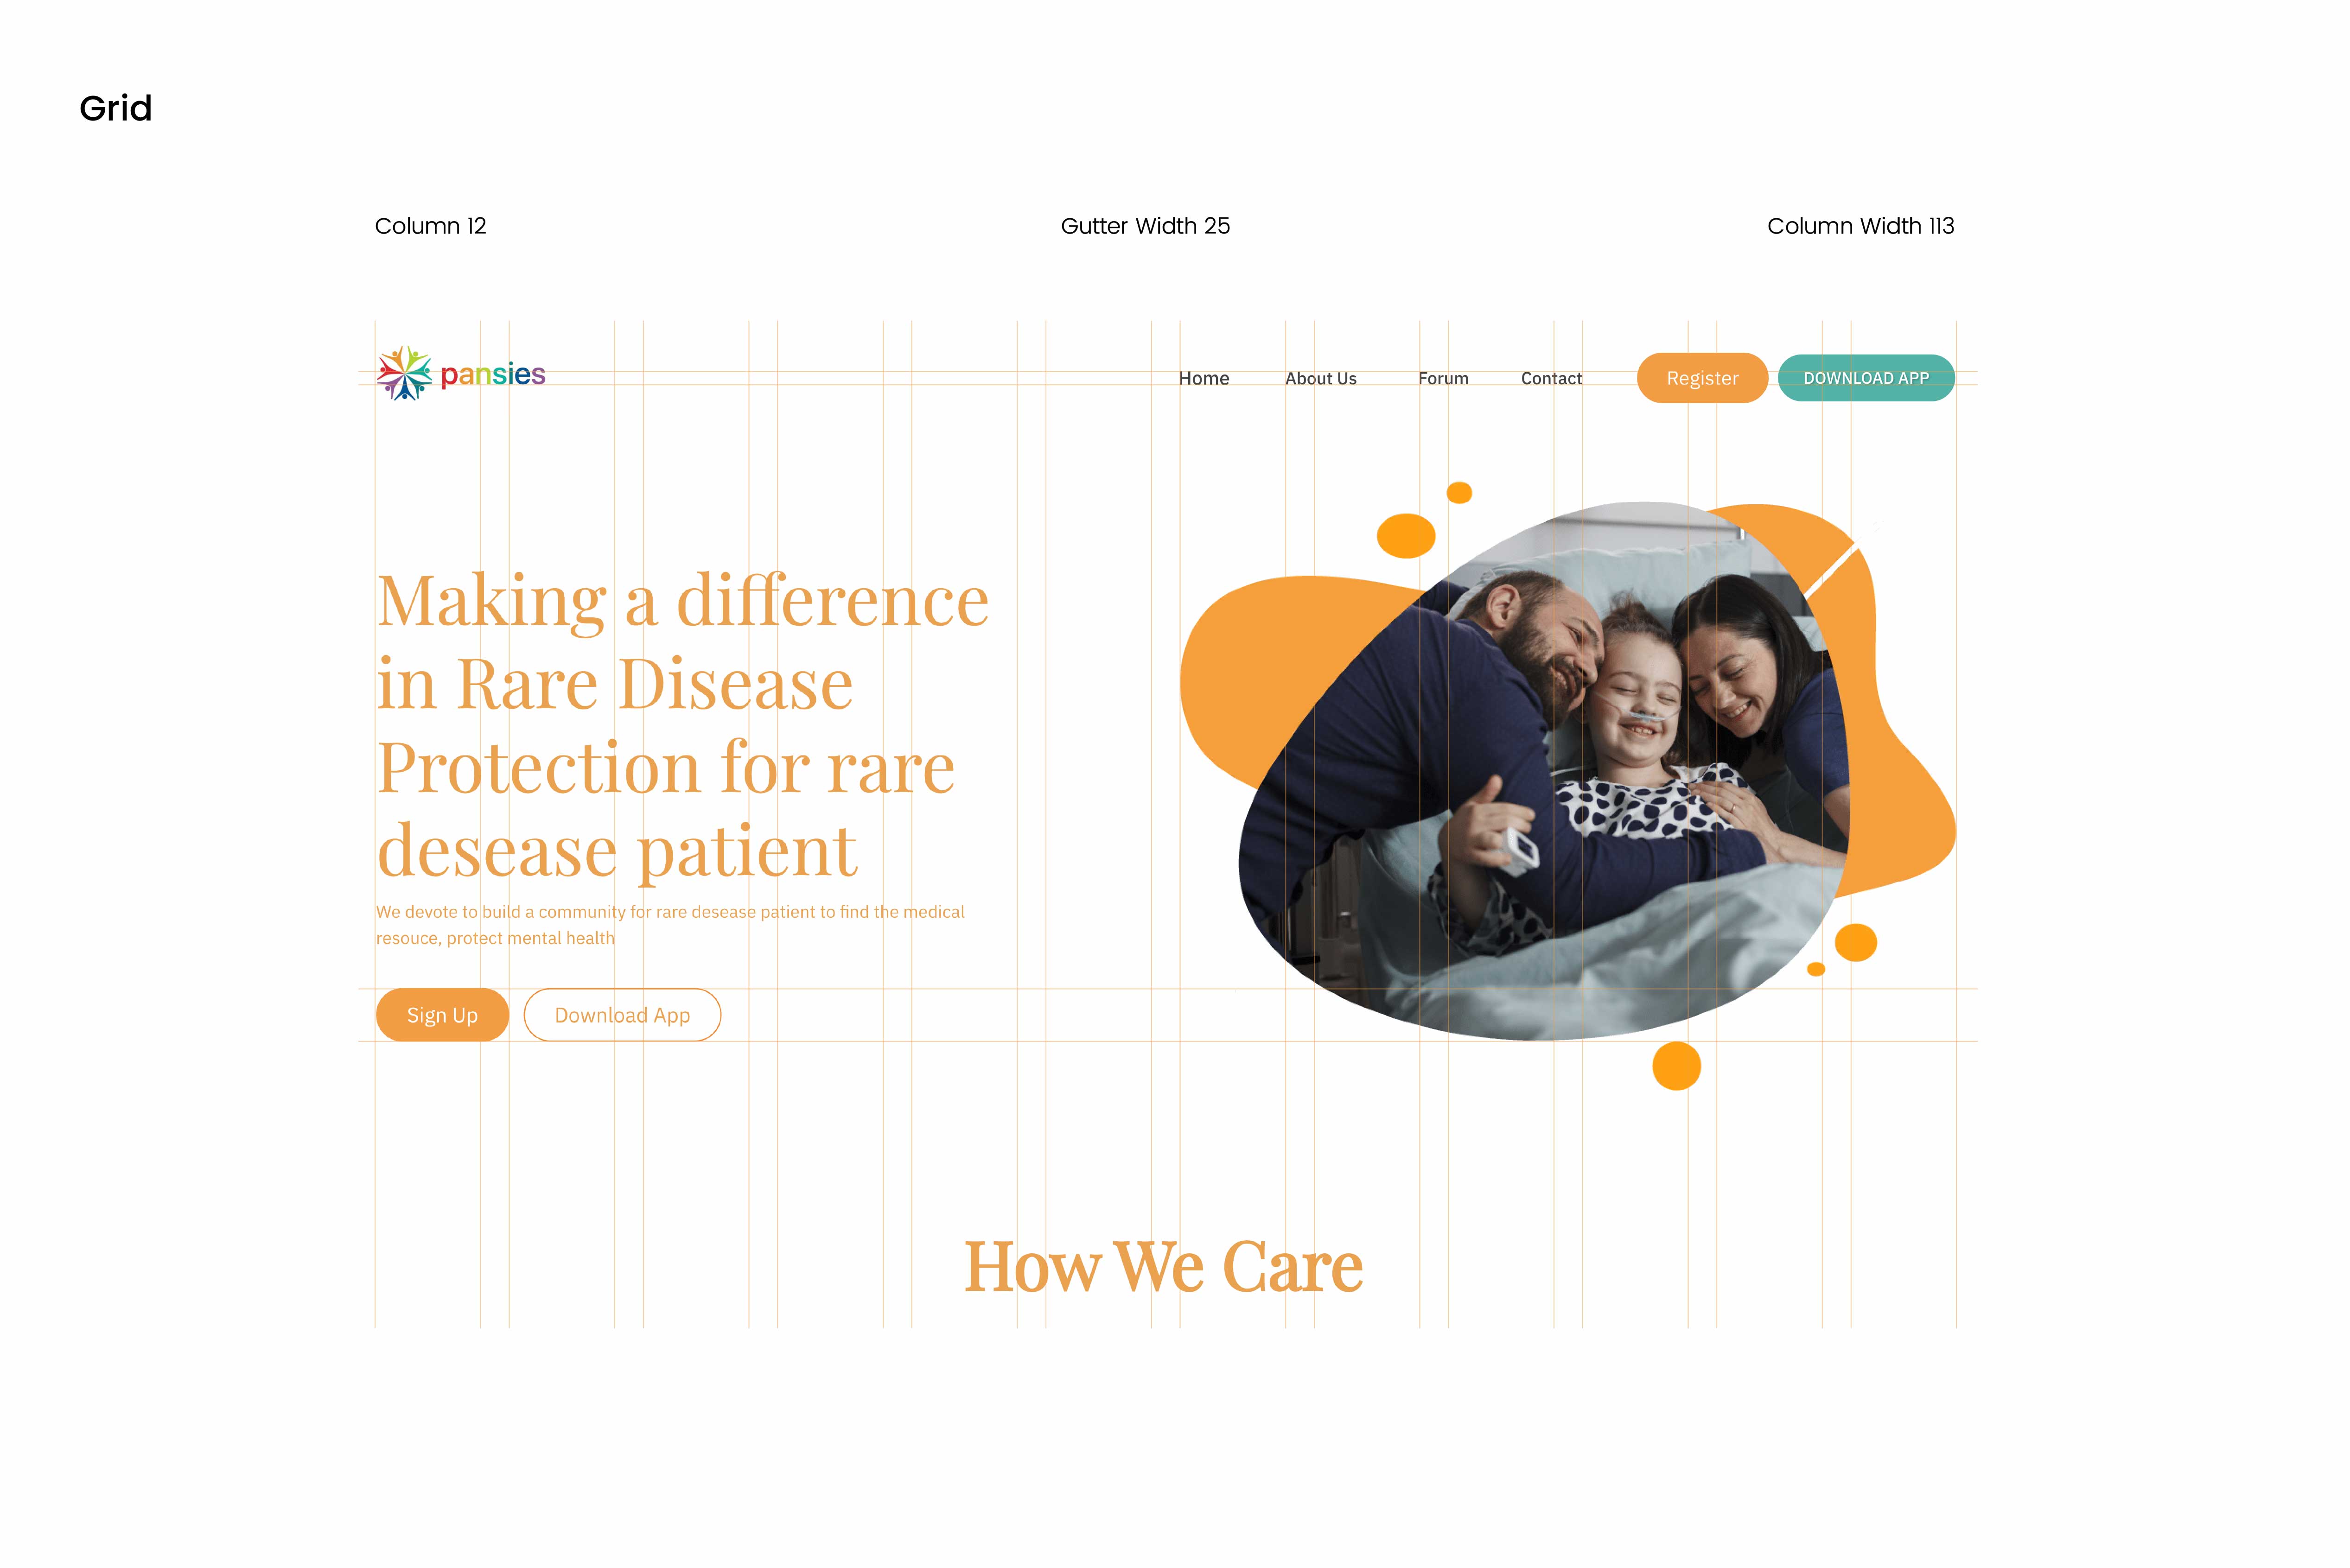 Grid
Column 12
Gutter Width 25
Column Width 113
pansies
Home
About Us
Forum
Contact
Register
DOWNLOAD APP
Making a difference
in Rare Disease
Protection for rare
desease patient
We devote to build a community for rare desease patient to find the medical
resouce, protect mental health
Sign Up
Download App
How We Care